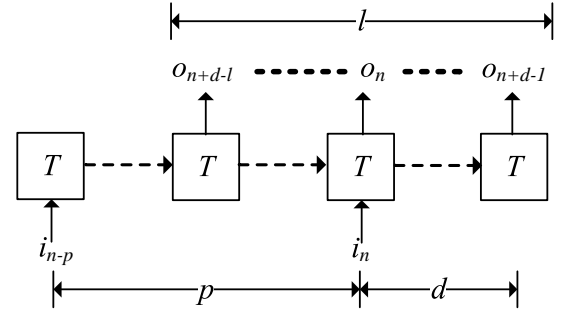 l
o_{n+d-l} o_n o_{n+d-1}
T T T T
i_{n-p} i_n
p d